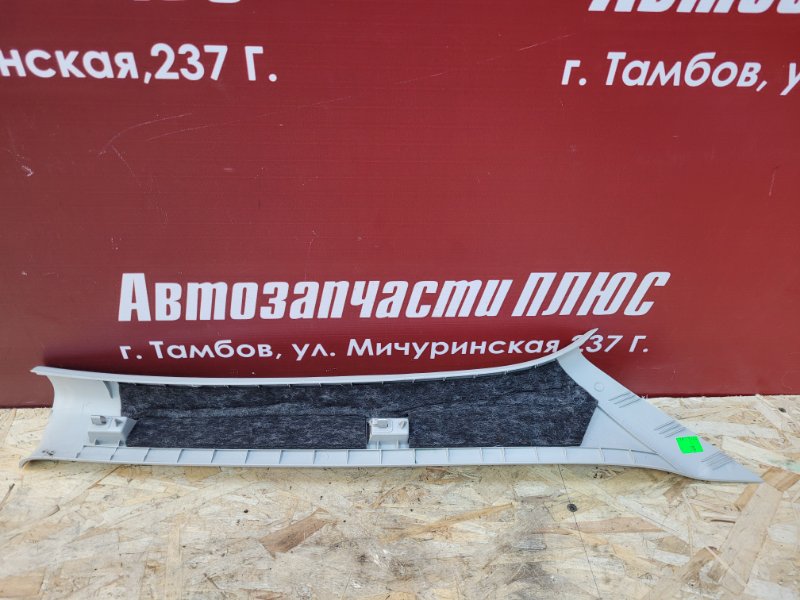 нская,237 Г.
г. Тамбов, у
Автозапчасти ПЛЮС
г. Тамбов, ул. Мичуринская 237 Г.